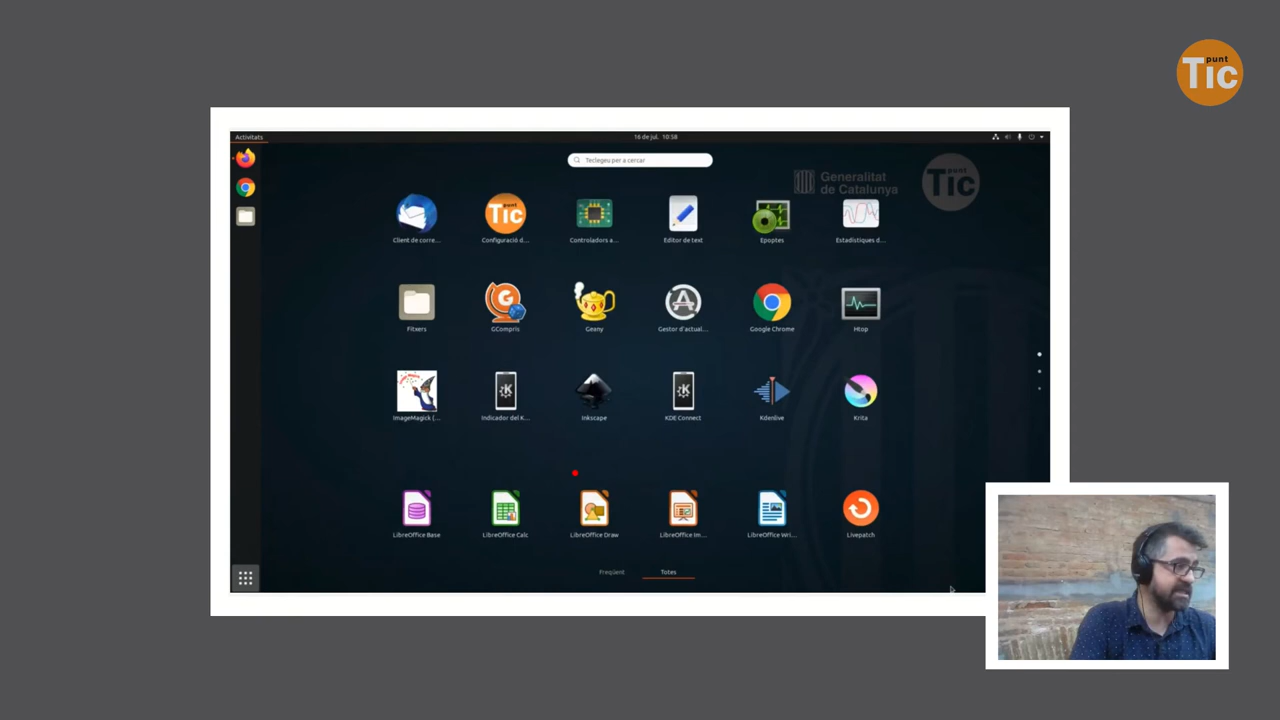 punt
Tic
Activitats
16 de jul. 10:58
Teclegeu per a cercar
Generalitat
de Catalunya
punt
Tic
Client de corre...
Tic
Configuració d...
Controladors a...
Editor de text
Epoptes
Estadístiques d...
Fitxers
GCompris
Geany
Gestor d'actual...
Google Chrome
Htop
ImageMagick (...
Indicador del K...
Inkscape
KDE Connect
Kdenlive
Krita
LibreOffice Base
LibreOffice Calc
LibreOffice Draw
LibreOffice Im...
LibreOffice Wri...
Livepatch
Freqüent
Totes